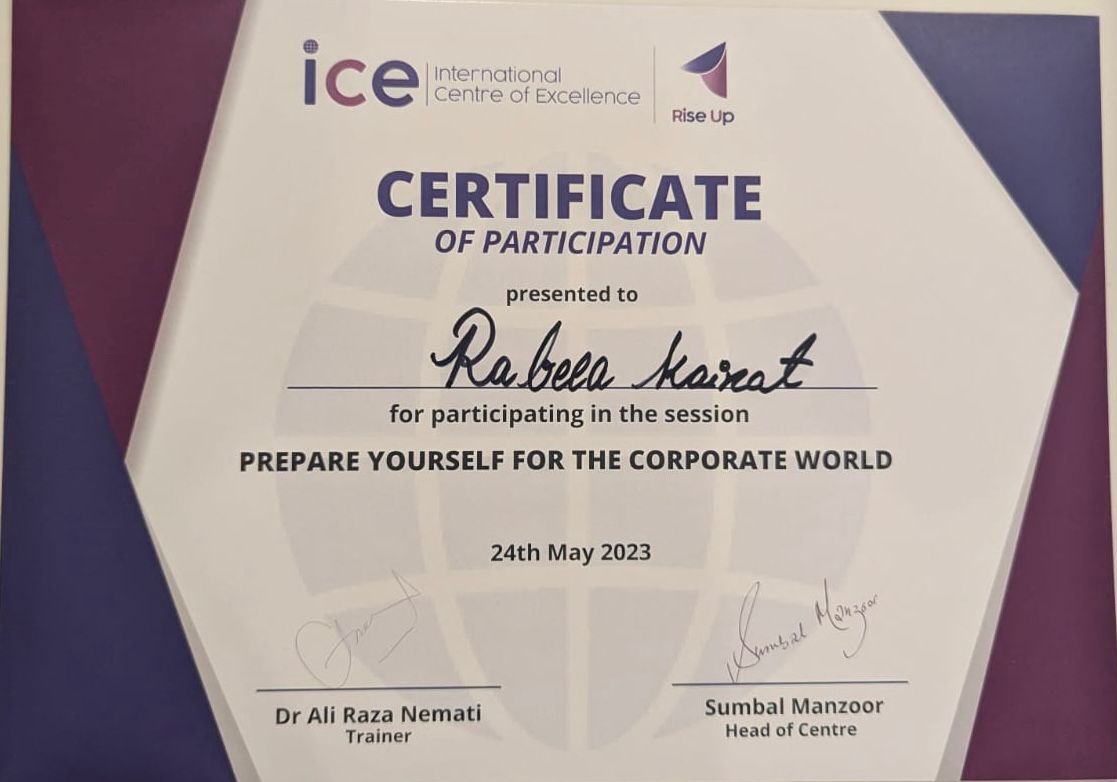 ice International
Centre of Excellence
Rise Up
CERTIFICATE
OF PARTICIPATION
presented to
Rabeea Kainat
for participating in the session
PREPARE YOURSELF FOR THE CORPORATE WORLD
24th May 2023
Sumbal Manzoor
Dr Ali Raza Nemati
Trainer
Sumbal Manzoor
Head of Centre